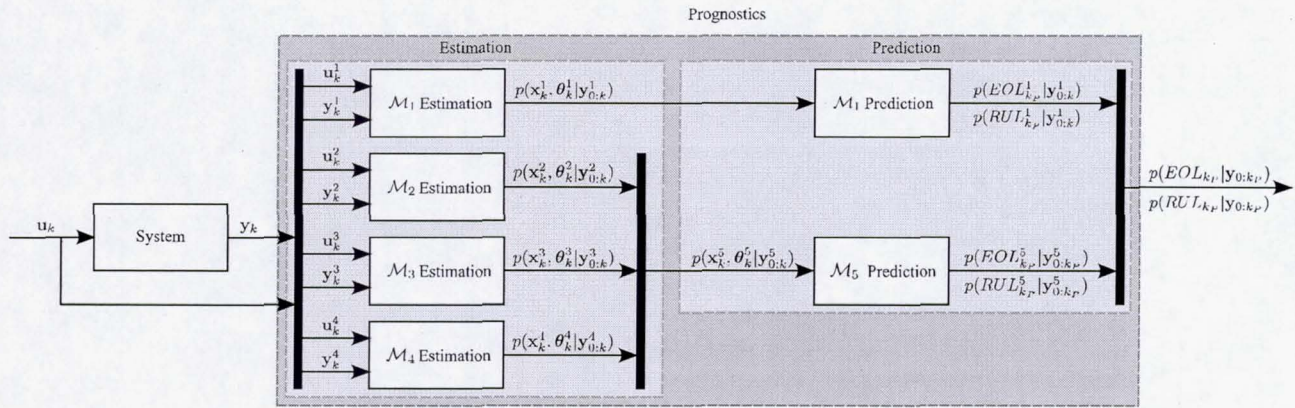 Prognostics
Estimation
Prediction
u_k^1
y_k^1
M_1 Estimation
p(x_k^1, θ_k^1|y_{0:k}^1)
M_1 Prediction
p(EOL_{k_P}^1|y_{0:k}^1)
p(RUL_{k_P}^1|y_{0:k}^1)
u_k^2
y_k^2
M_2 Estimation
p(x_k^2, θ_k^2|y_{0:k}^2)
p(EOL_{k_P}|y_{0:k_P})
p(RUL_{k_P}|y_{0:k_P})
u_k
System
y_k
u_k^3
y_k^3
M_3 Estimation
p(x_k^3, θ_k^3|y_{0:k}^3)
p(x_k^5, θ_k^5|y_{0:k}^5)
M_5 Prediction
p(EOL_{k_P}^5|y_{0:k_P}^5)
p(RUL_{k_P}^5|y_{0:k_P}^5)
u_k^4
y_k^4
M_4 Estimation
p(x_k^4, θ_k^4|y_{0:k}^4)